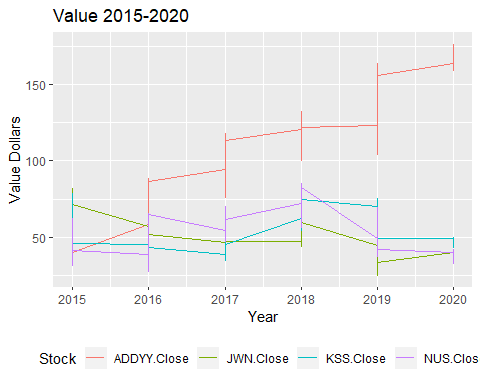 Value 2015-2020
Value Dollars
150
100
50
2015 2016 2017 2018 2019 2020
Year
Stock ADDYY.Close JWN.Close KSS.Close NUS.Clos